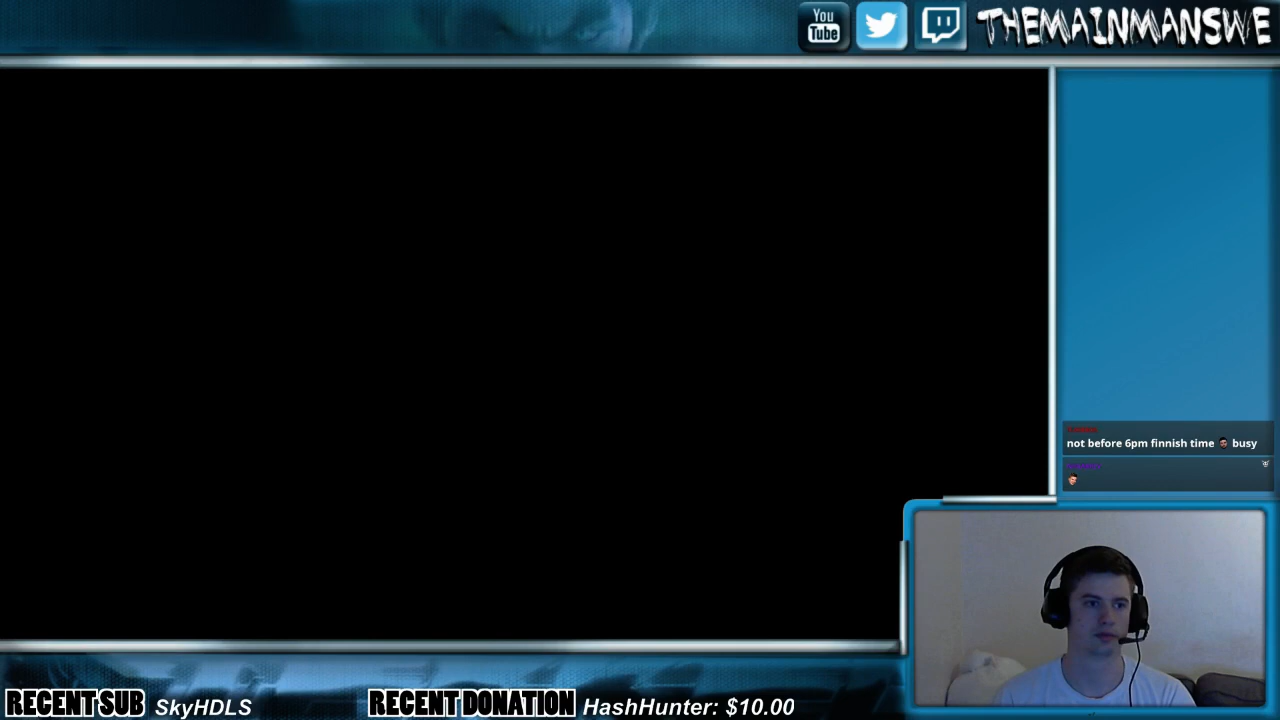 You
Tube
THEMAINMANSWE
not before 6pm finnish time busy
RECENT SUB SkyHDLS
RECENT DONATION HashHunter: $10.00